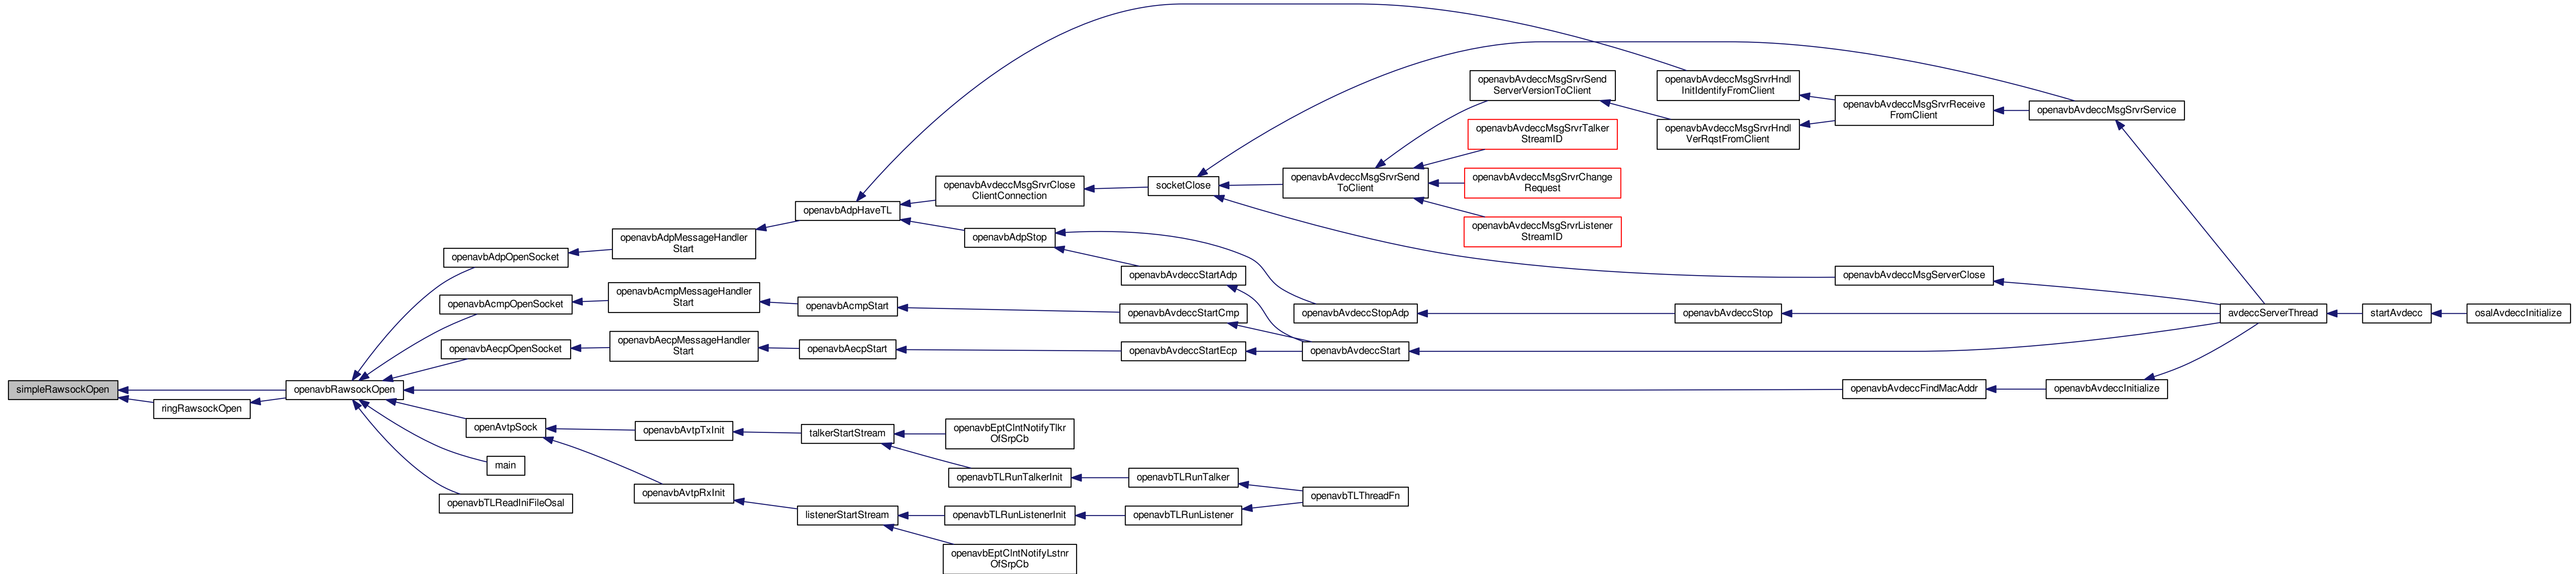 simpleRawsockOpen
ringRawsockOpen
openavbRawsockOpen
openavbAdpOpenSocket
openavbAcmpOpenSocket
openavbAecpOpenSocket
openAvtpSock
main
openavbTLReadIniFileOsal
openavbAdpMessageHandler
Start
openavbAcmpMessageHandler
Start
openavbAecpMessageHandler
Start
openavbAvtpTxInit
openavbAvtpRxInit
openavbAdpHaveTL
openavbAcmpStart
openavbAecpStart
talkerStartStream
listenerStartStream
openavbAvdeccMsgSrvrClose
ClientConnection
openavbAdpStop
openavbEptClntNotifyTlkr
OfSrpCb
openavbTLRunTalkerInit
openavbTLRunListenerInit
openavbEptClntNotifyLstnr
OfSrpCb
socketClose
openavbAvdeccStartAdp
openavbAvdeccStartCmp
openavbAvdeccStartEcp
openavbTLRunTalker
openavbTLRunListener
openavbAvdeccMsgSrvrSend
ToClient
openavbAvdeccStopAdp
openavbAvdeccStart
openavbTLThreadFn
openavbAvdeccMsgSrvrSend
ServerVersionToClient
openavbAvdeccMsgSrvrTalker
StreamID
openavbAvdeccMsgSrvrChange
Request
openavbAvdeccMsgSrvrListener
StreamID
openavbAvdeccMsgSrvrHndl
InitIdentifyFromClient
openavbAvdeccMsgSrvrHndl
VerRqstFromClient
openavbAvdeccStop
openavbAvdeccMsgSrvrReceive
FromClient
openavbAvdeccMsgServerClose
openavbAvdeccFindMacAddr
openavbAvdeccMsgSrvrService
openavbAvdeccInitialize
avdeccServerThread
startAvdecc
osalAvdeccInitialize